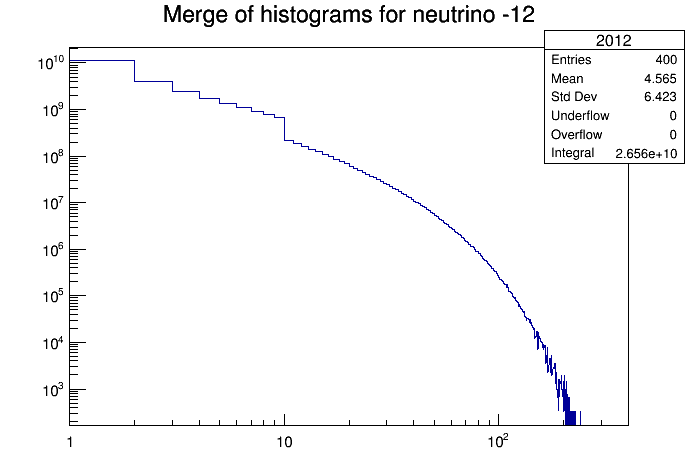 Merge of histograms for neutrino -12
2012
Entries 400
Mean 4.565
Std Dev 6.423
Underflow 0
Overflow 0
Integral 2.656e+10
10^10
10^9
10^8
10^7
10^6
10^5
10^4
10^3
1 10 10^2